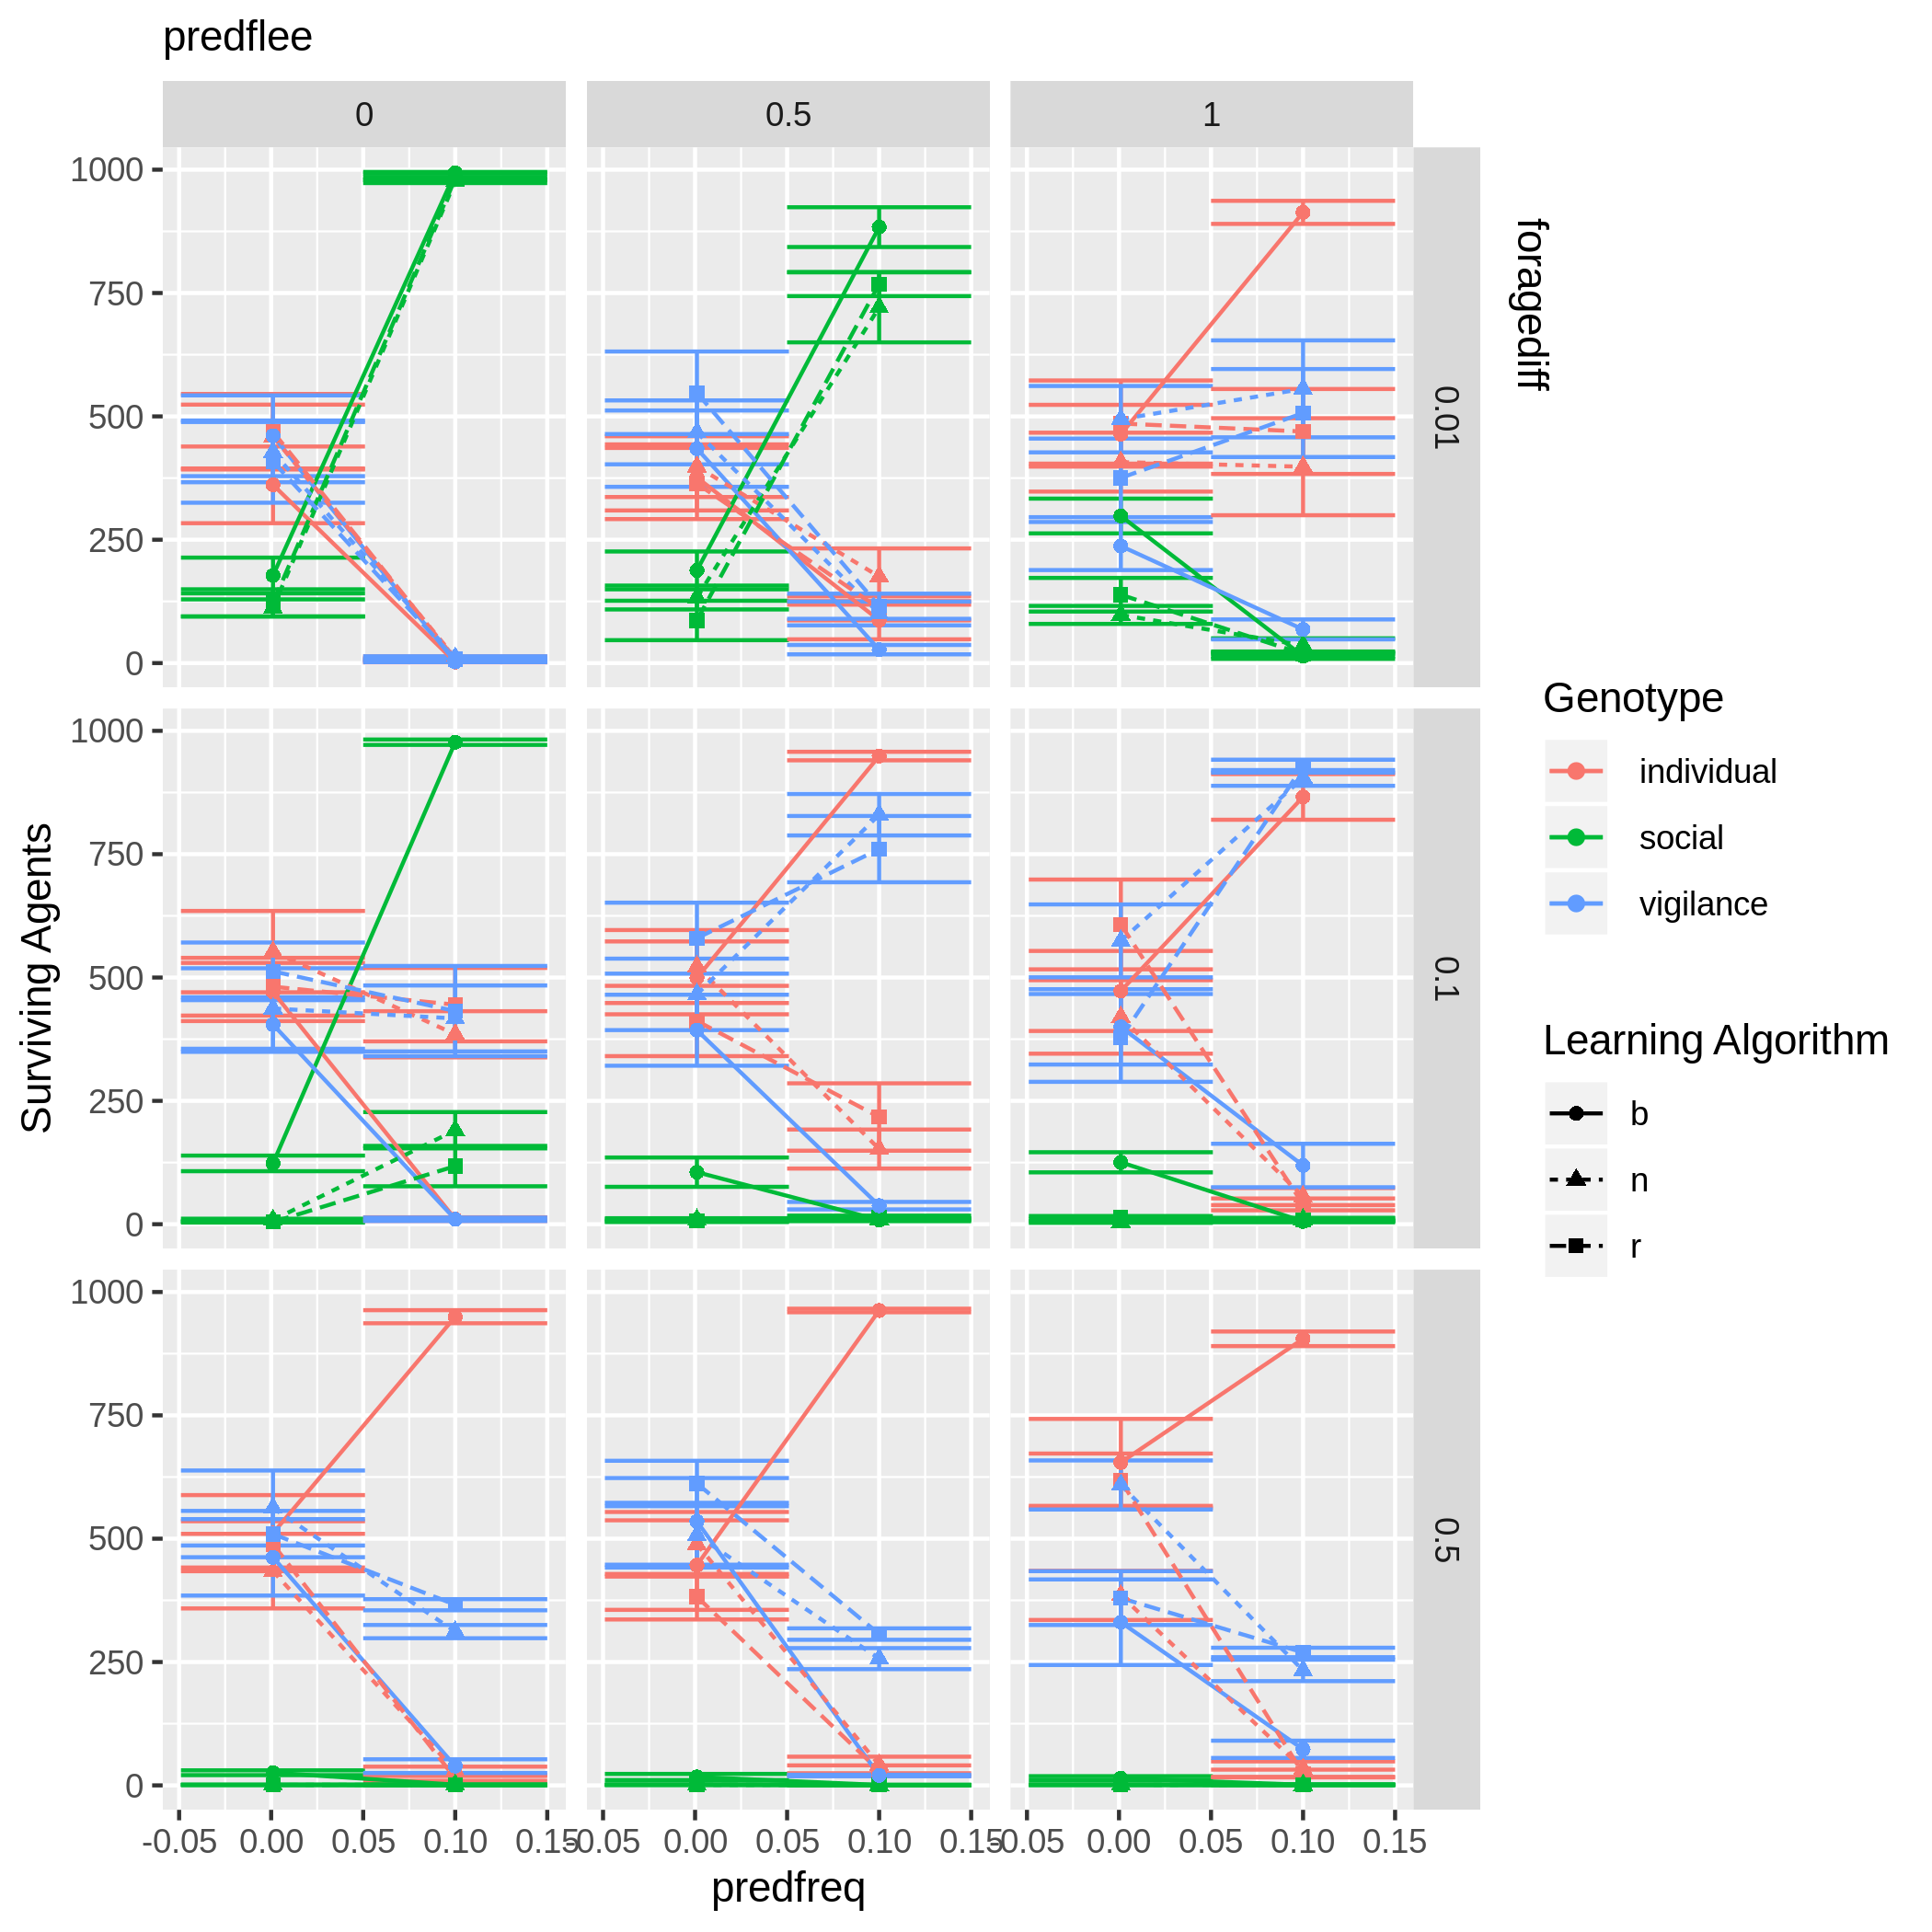 predflee
0 0.5 1
1000
750
500
250
0
0.01
foragediff
1000
750
500
250
0
0.1
1000
750
500
250
0
0.5
Surviving Agents
-0.05 0.00 0.05 0.10 0.15 -0.05 0.00 0.05 0.10 0.15 -0.05 0.00 0.05 0.10 0.15
predfreq
Genotype
individual
social
vigilance
Learning Algorithm
b
n
r